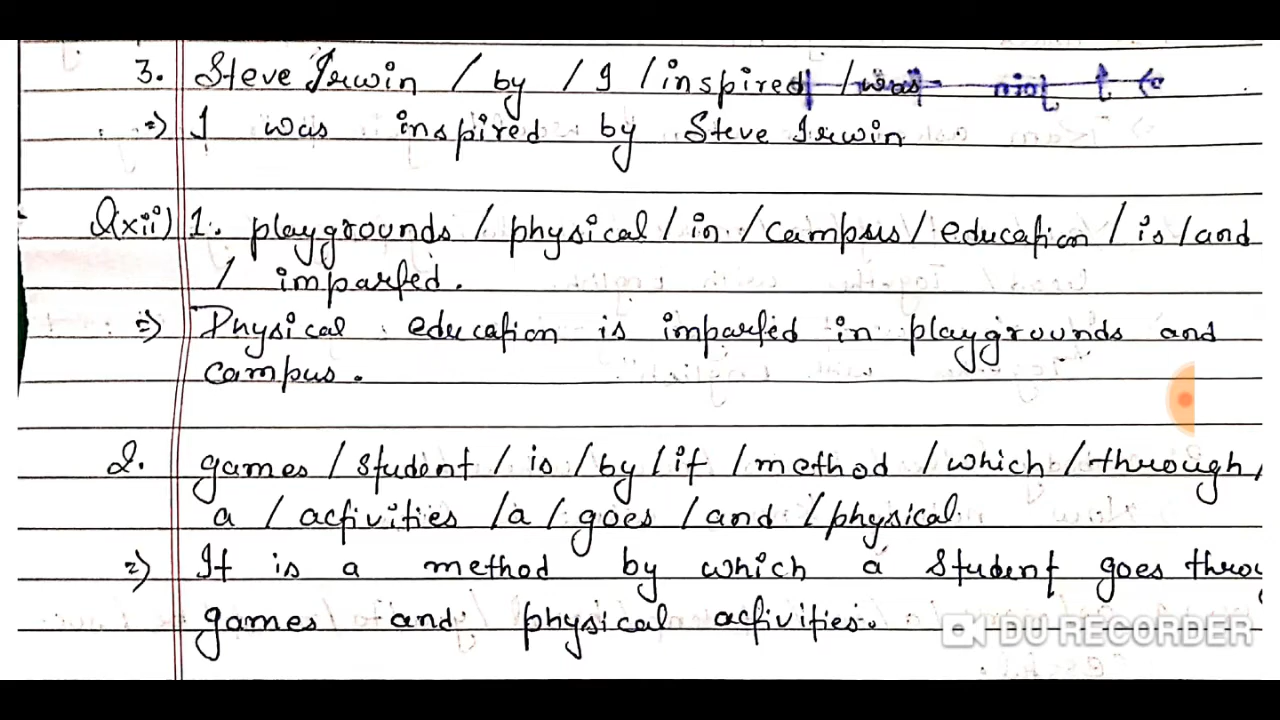 3. Steve Irwin / by / I / inspired / was
=) I was inspired by Steve Irwin
Q(xii) 1. playgrounds / physical / in / campus / education / is / and
/ imparted.
=) Physical education is imparted in playgrounds and
campus.
2. games / student / is / by / it / method / which / through,
a / activities / a / goes / and / physical.
=) It is a method by which a student goes throu
games and physical activities.
DU RECORDER